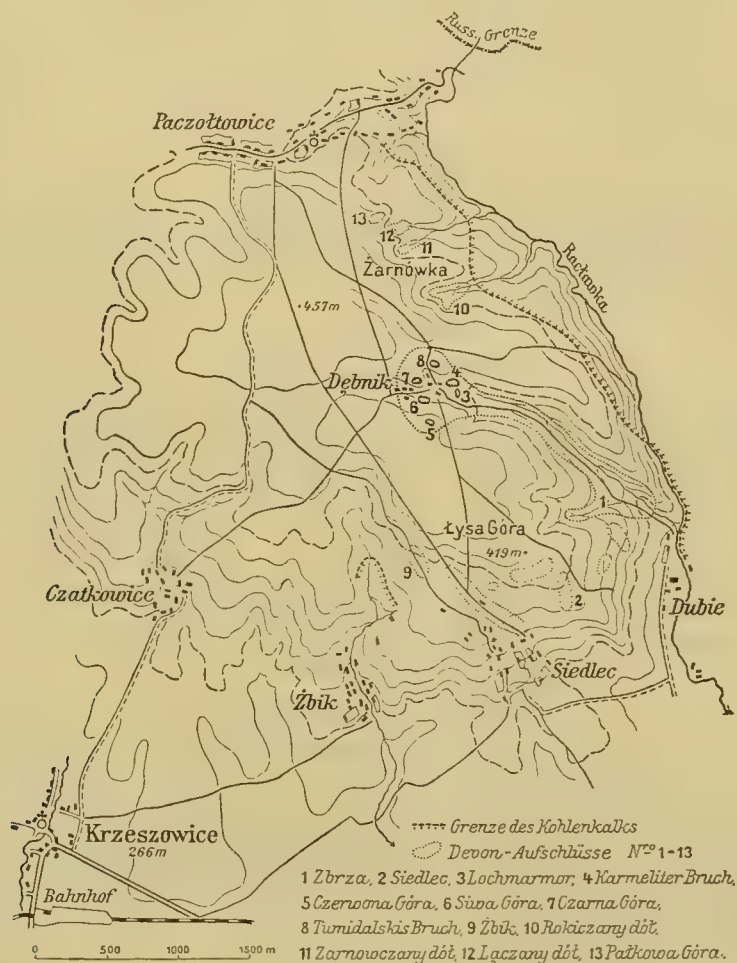 Russ. Grenze
Paczołtowice
13
12
11
Żarnówka
Racławka
10
•457m
Dębnik
8
4
7
3
6
5
1
Łysa Góra
419m•
9
2
Czatkowice
Dubie
Siedlec
Żbik
Krzeszowice
266m
Bahnhof
Grenze des Kohlenkalks
Devon-Aufschlüsse Nro 1-13
1 Zbrza, 2 Siedlec, 3 Lochmarmor, 4 Karmeliter Bruch,
5 Czerwona Góra, 6 Siwa Góra, 7 Czarna Góra,
8 Tumidalskis Bruch, 9 Żbik, 10 Rokiczany dół,
11 Żarnowczany dół, 12 Łączany dół, 13 Pałkowa Góra.
0 500 1000 1500 m